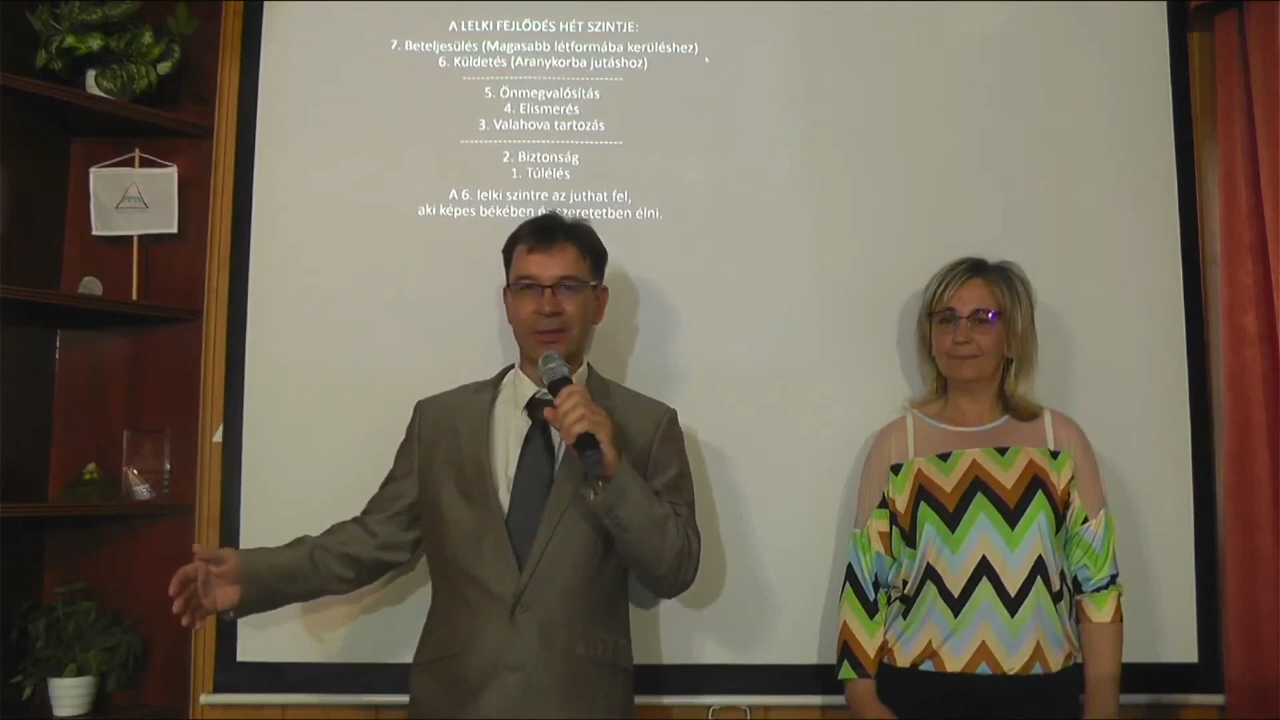 A LELKI FEJLŐDÉS HÉT SZINTJE:
7. Beteljesülés (Magasabb létformába kerüléshez)
6. Küldetés (Aranykorba jutáshoz)
----------------------------------
5. Önmegvalósítás
4. Elismerés
3. Valahova tartozás
----------------------------------
2. Biztonság
1. Túlélés
A 6. lelki szintre az juthat fel,
aki képes békében és szeretetben élni.